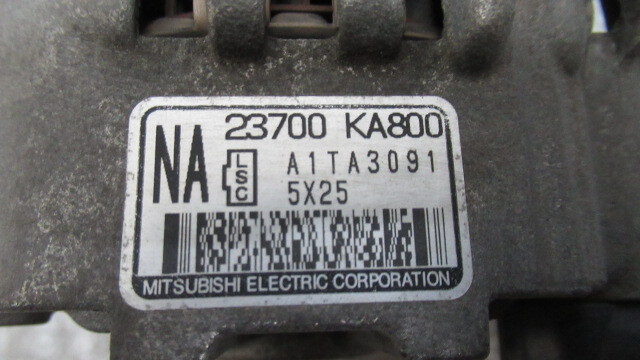 NA 23700 KA800
LSC A1TA3091
5X25
MITSUBISHI ELECTRIC CORPORATION